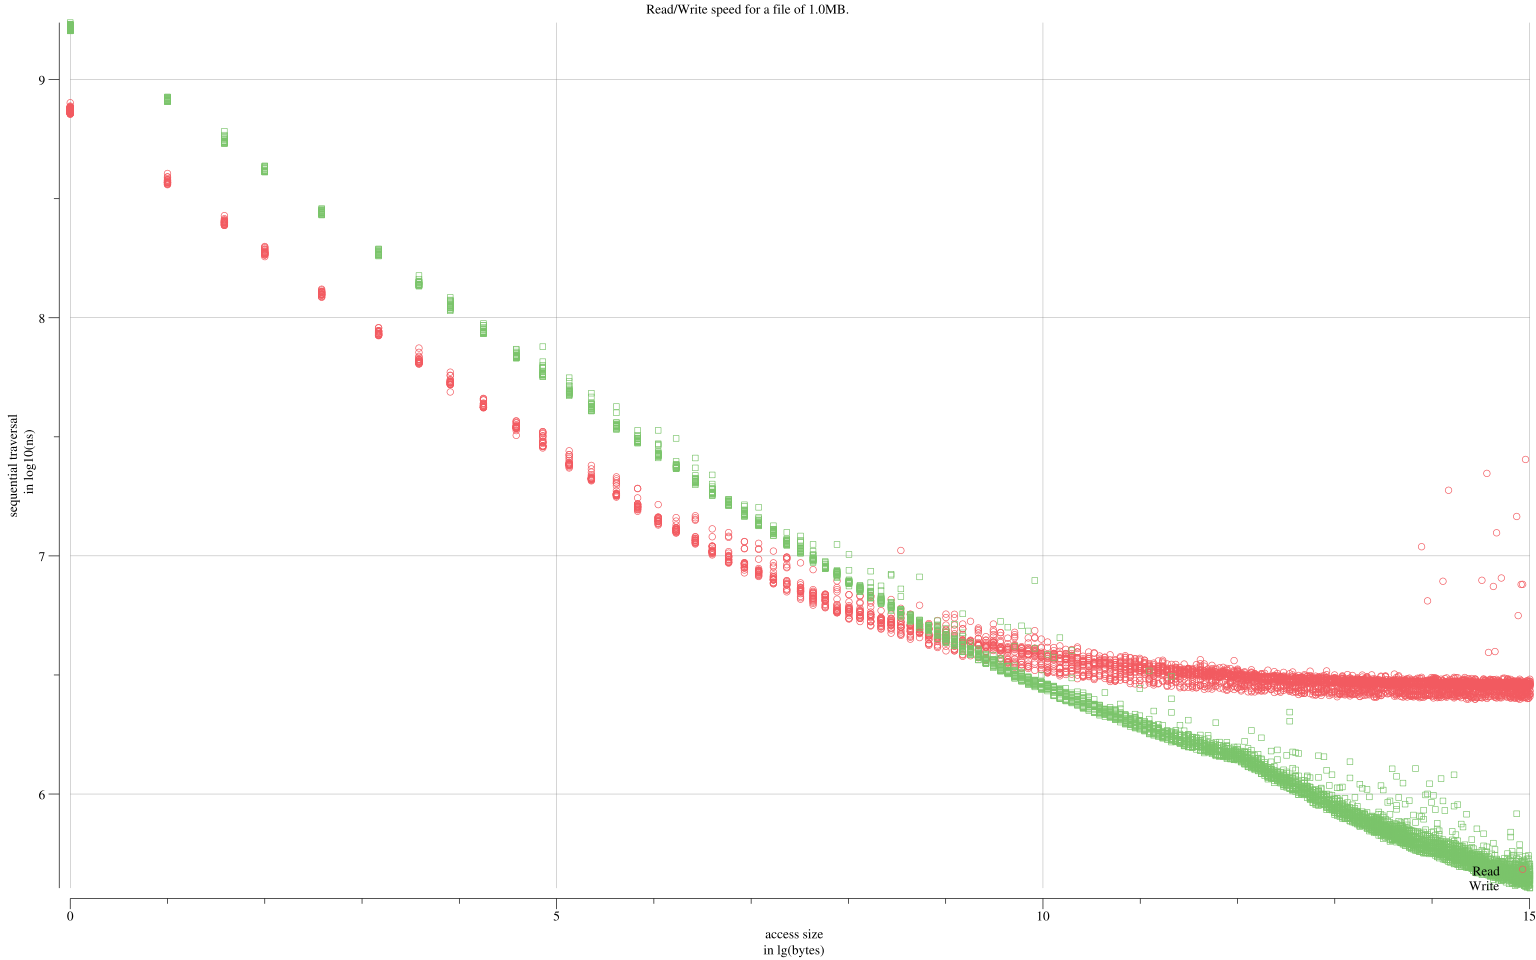 Read/Write speed for a file of 1.0MB.
9
8
7
6
sequential traversal
in log10(ns)
Read
Write
0
5
10
15
access size
in lg(bytes)